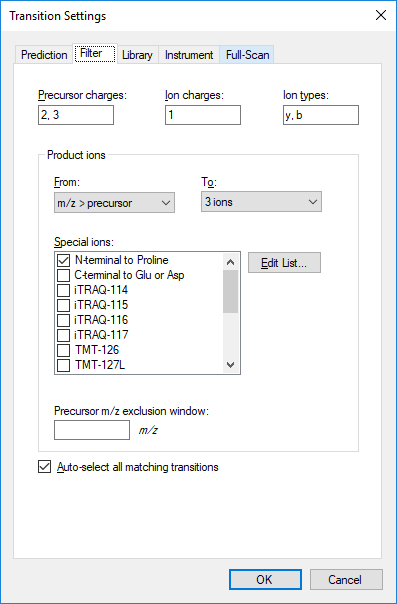 Transition Settings
Prediction Filter Library Instrument Full-Scan
Precursor charges: Ion charges: Ion types:
2, 3 1 y, b
Product ions
From: To:
m/z > precursor 3 ions
Special ions:
N-terminal to Proline
C-terminal to Glu or Asp
iTRAQ-114
iTRAQ-115
iTRAQ-116
iTRAQ-117
TMT-126
TMT-127L
Edit List...
Precursor m/z exclusion window:
m/z
Auto-select all matching transitions
OK Cancel